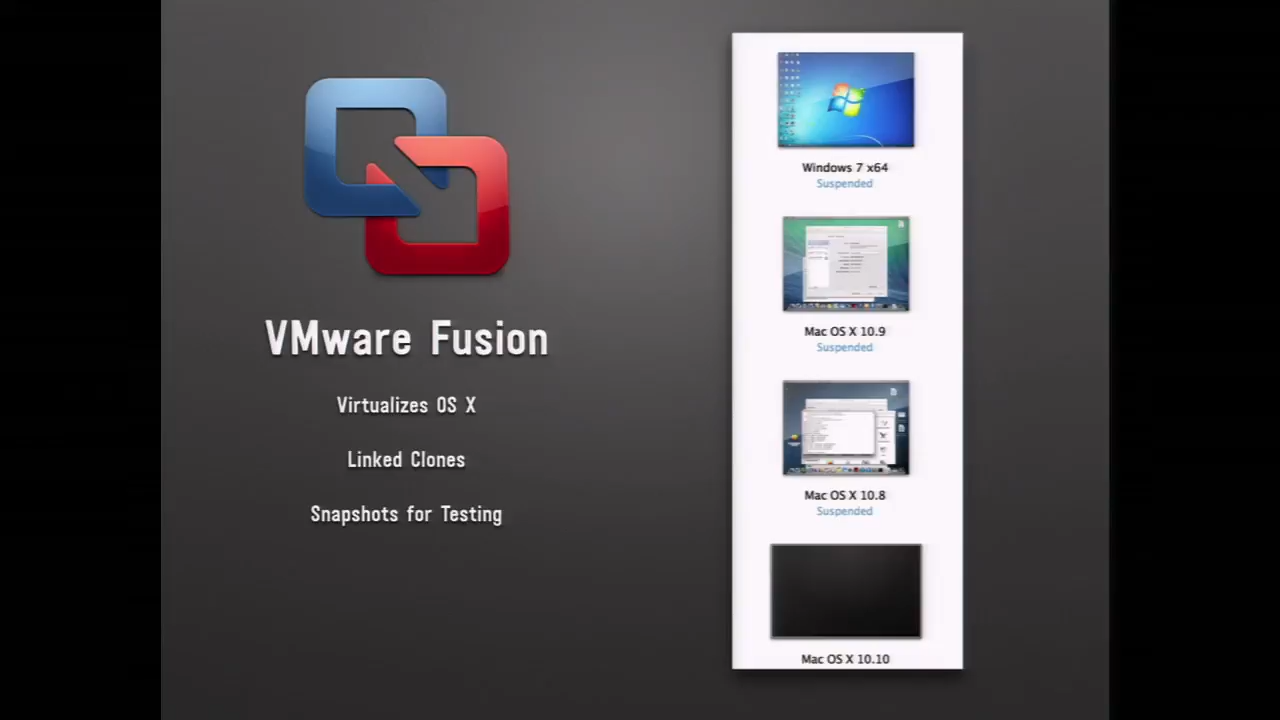 VMware Fusion
Virtualizes OS X
Linked Clones
Snapshots for Testing
Windows 7 x64
Suspended
Mac OS X 10.9
Suspended
Mac OS X 10.8
Suspended
Mac OS X 10.10